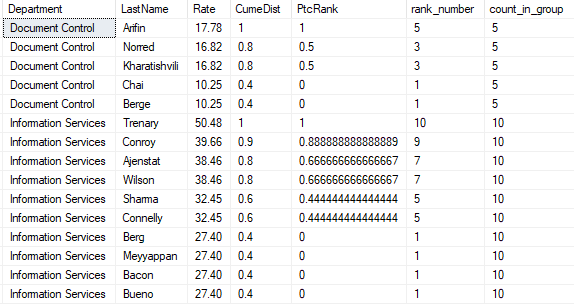 Department LastName Rate CumeDist PtcRank rank_number count_in_group
Document Control Arifin 17.78 1 1 5 5
Document Control Norred 16.82 0.8 0.5 3 5
Document Control Kharatishvili 16.82 0.8 0.5 3 5
Document Control Chai 10.25 0.4 0 1 5
Document Control Berge 10.25 0.4 0 1 5
Information Services Trenary 50.48 1 1 10 10
Information Services Conroy 39.66 0.9 0.888888888888889 9 10
Information Services Ajenstat 38.46 0.8 0.666666666666667 7 10
Information Services Wilson 38.46 0.8 0.666666666666667 7 10
Information Services Sharma 32.45 0.6 0.444444444444444 5 10
Information Services Connelly 32.45 0.6 0.444444444444444 5 10
Information Services Berg 27.40 0.4 0 1 10
Information Services Meyyappan 27.40 0.4 0 1 10
Information Services Bacon 27.40 0.4 0 1 10
Information Services Bueno 27.40 0.4 0 1 10